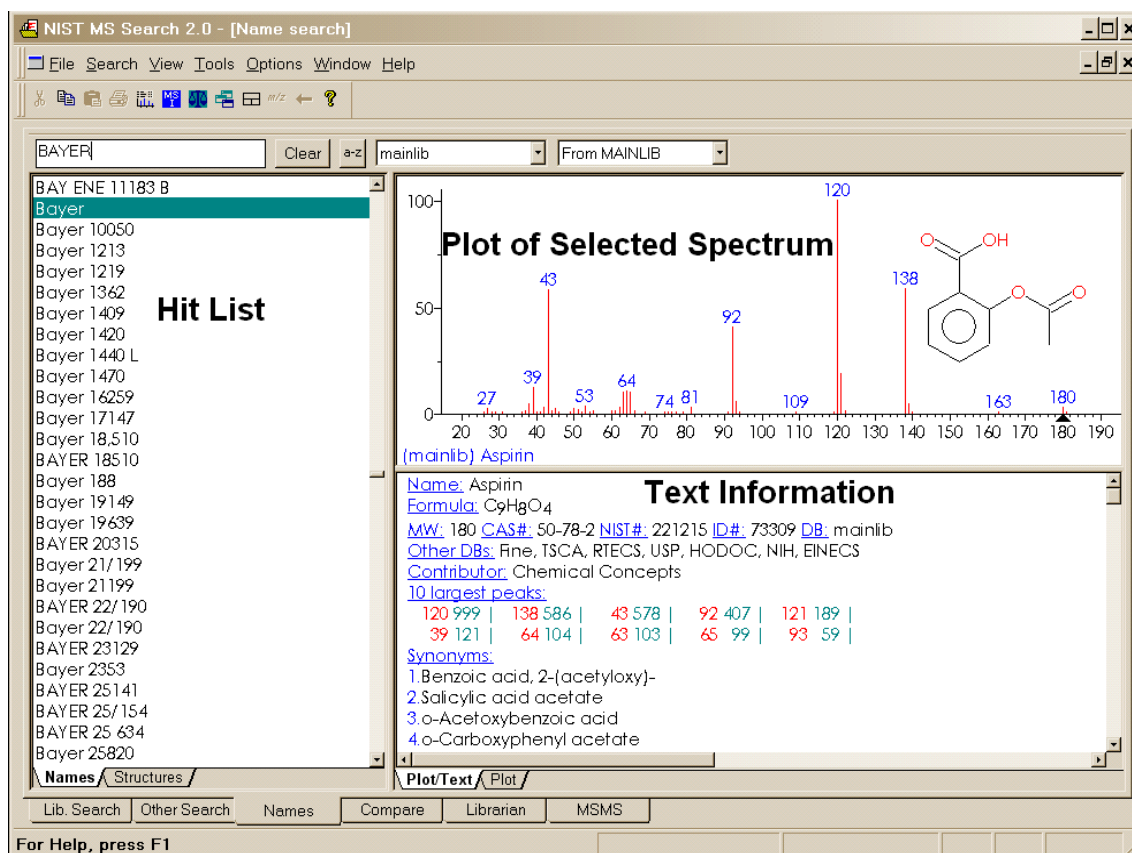 NIST MS Search 2.0 - [Name search]
File Search View Tools Options Window Help
MS
m/z
?
BAYER
Clear
a-z
mainlib
From MAINLIB
BAY ENE 11183 B
Bayer
Bayer 10050
Bayer 1213
Bayer 1219
Bayer 1362
Bayer 1409
Bayer 1420
Bayer 1440 L
Bayer 1470
Bayer 16259
Bayer 17147
Bayer 18,510
BAYER 18510
Bayer 188
Bayer 19149
Bayer 19639
BAYER 20315
Bayer 21/199
Bayer 21199
BAYER 22/190
Bayer 22/190
BAYER 23129
Bayer 2353
BAYER 25141
BAYER 25/154
BAYER 25 634
Bayer 25820
Hit List
Names
Structures
Plot of Selected Spectrum
100
50
0
27
39
43
53
64
74
81
92
109
120
138
163
180
20 30 40 50 60 70 80 90 100 110 120 130 140 150 160 170 180 190
O
OH
O
O
(mainlib) Aspirin
Text Information
Name: Aspirin
Formula: C9H8O4
MW: 180 CAS#: 50-78-2 NIST#: 221215 ID#: 73309 DB: mainlib
Other DBs: Fine, TSCA, RTECS, USP, HODOC, NIH, EINECS
Contributor: Chemical Concepts
10 largest peaks:
120 999 | 138 586 | 43 578 | 92 407 | 121 189 |
39 121 | 64 104 | 63 103 | 65 99 | 93 59 |
Synonyms:
1.Benzoic acid, 2-(acetyloxy)-
2.Salicylic acid acetate
3.o-Acetoxybenzoic acid
4.o-Carboxyphenyl acetate
Plot/Text
Plot
Lib. Search
Other Search
Names
Compare
Librarian
MSMS
For Help, press F1